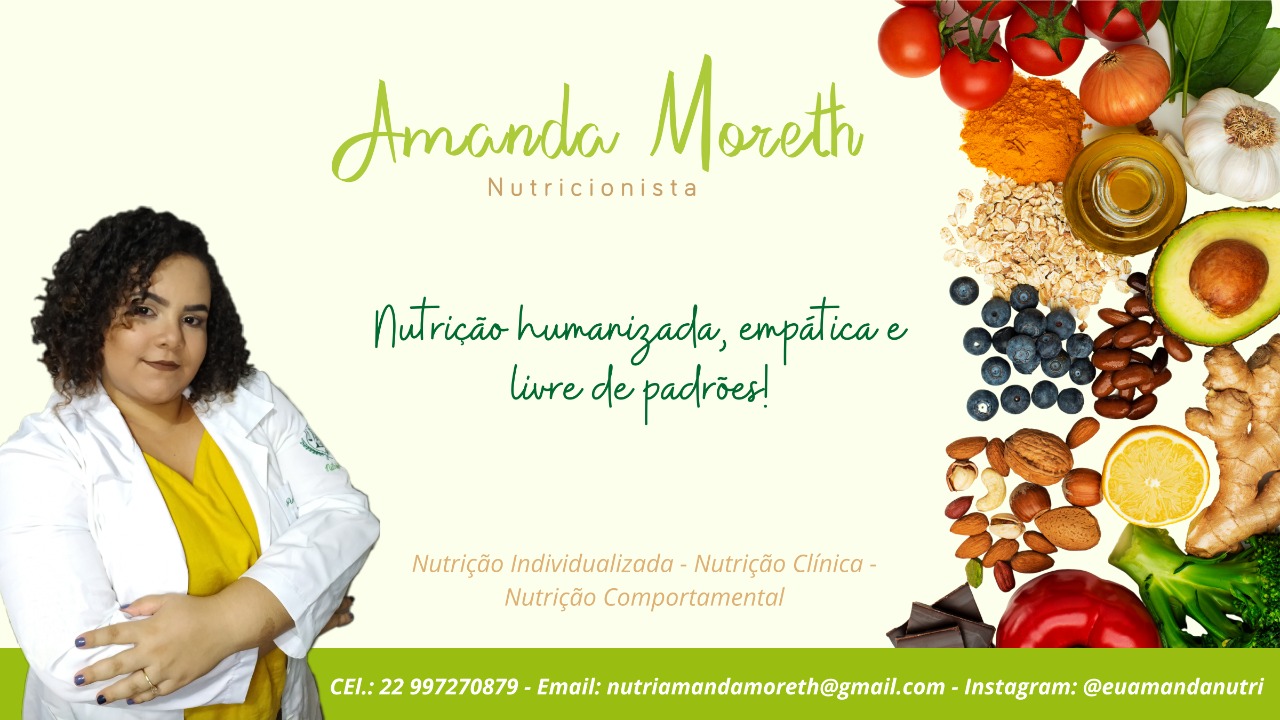 Amanda Moreth
Nutricionista
Nutrição humanizada, empática e
livre de padrões!
Nutrição Individualizada - Nutrição Clínica -
Nutrição Comportamental
CEl.: 22 997270879 - Email: nutriamandamoreth@gmail.com - Instagram: @euamandanutri